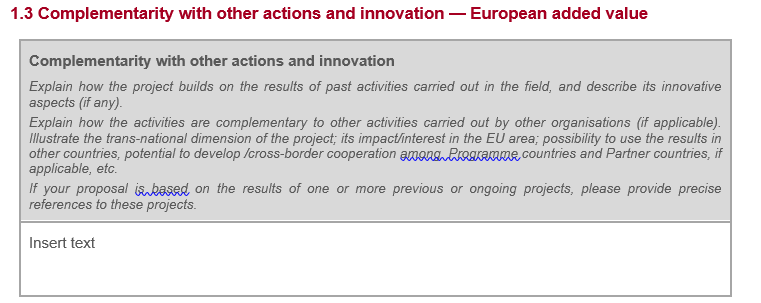 1.3 Complementarity with other actions and innovation — European added value
Complementarity with other actions and innovation
Explain how the project builds on the results of past activities carried out in the field, and describe its innovative
aspects (if any).
Explain how the activities are complementary to other activities carried out by other organisations (if applicable).
Illustrate the trans-national dimension of the project; its impact/interest in the EU area; possibility to use the results in
other countries, potential to develop /cross-border cooperation among Programme countries and Partner countries, if
applicable, etc.
If your proposal is based on the results of one or more previous or ongoing projects, please provide precise
references to these projects.
Insert text